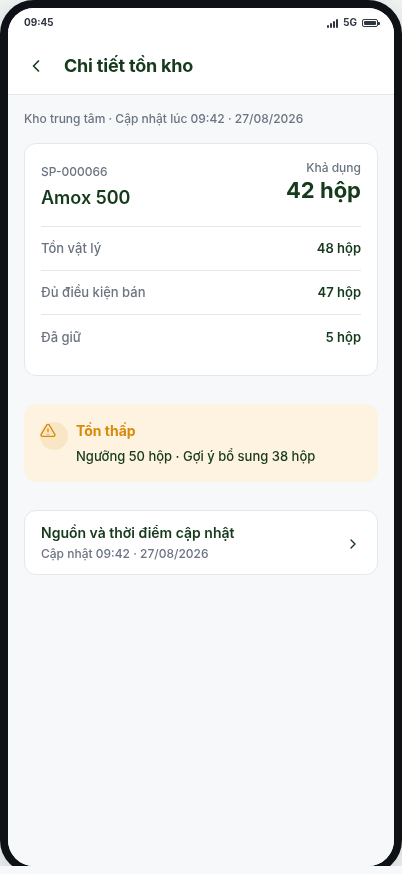 09:45 5G
Chi tiết tồn kho
Kho trung tâm · Cập nhật lúc 09:42 · 27/08/2026
SP-000066
Khả dụng
Amox 500
42 hộp
Tồn vật lý 48 hộp
Đủ điều kiện bán 47 hộp
Đã giữ 5 hộp
Tồn thấp
Ngưỡng 50 hộp · Gợi ý bổ sung 38 hộp
Nguồn và thời điểm cập nhật
Cập nhật 09:42 · 27/08/2026